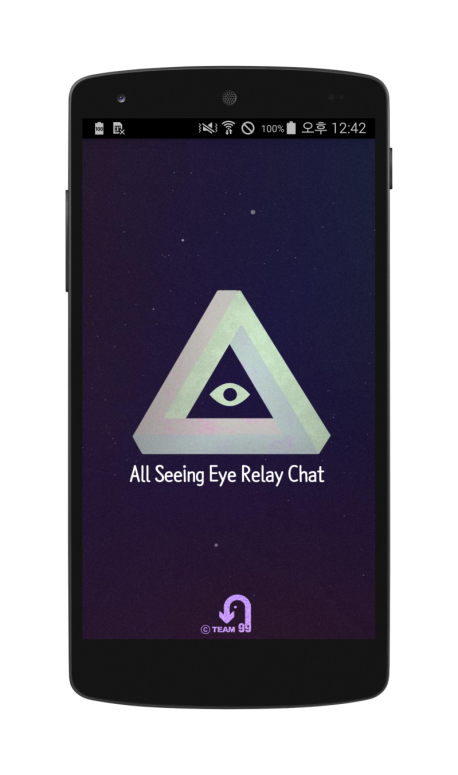 100% 오후 12:42
All Seeing Eye Relay Chat
© TEAM 99